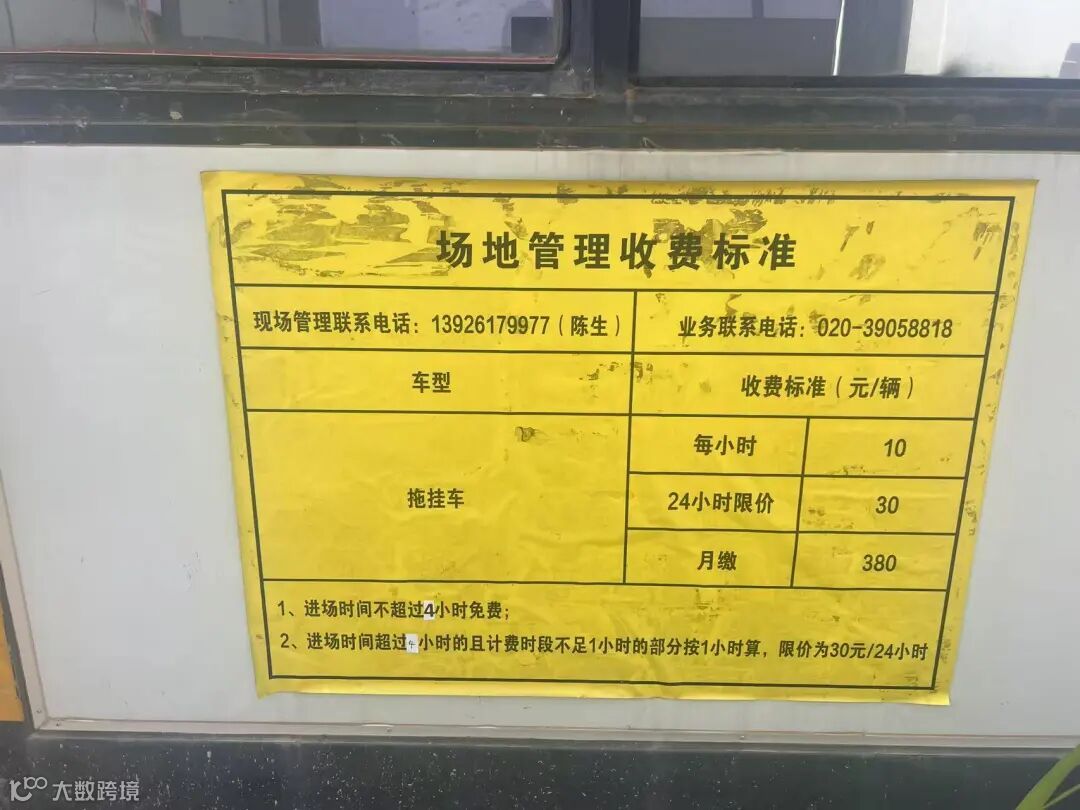 场地管理收费标准
现场管理联系电话：13926179977（陈生）
业务联系电话：020-39058818
车型
收费标准（元/辆）
拖挂车
每小时
10
24小时限价
30
月缴
380
1、进场时间不超过4小时免费；
2、进场时间超过4小时的且计费时段不足1小时的部分按1小时算，限价为30元/24小时
大数跨境